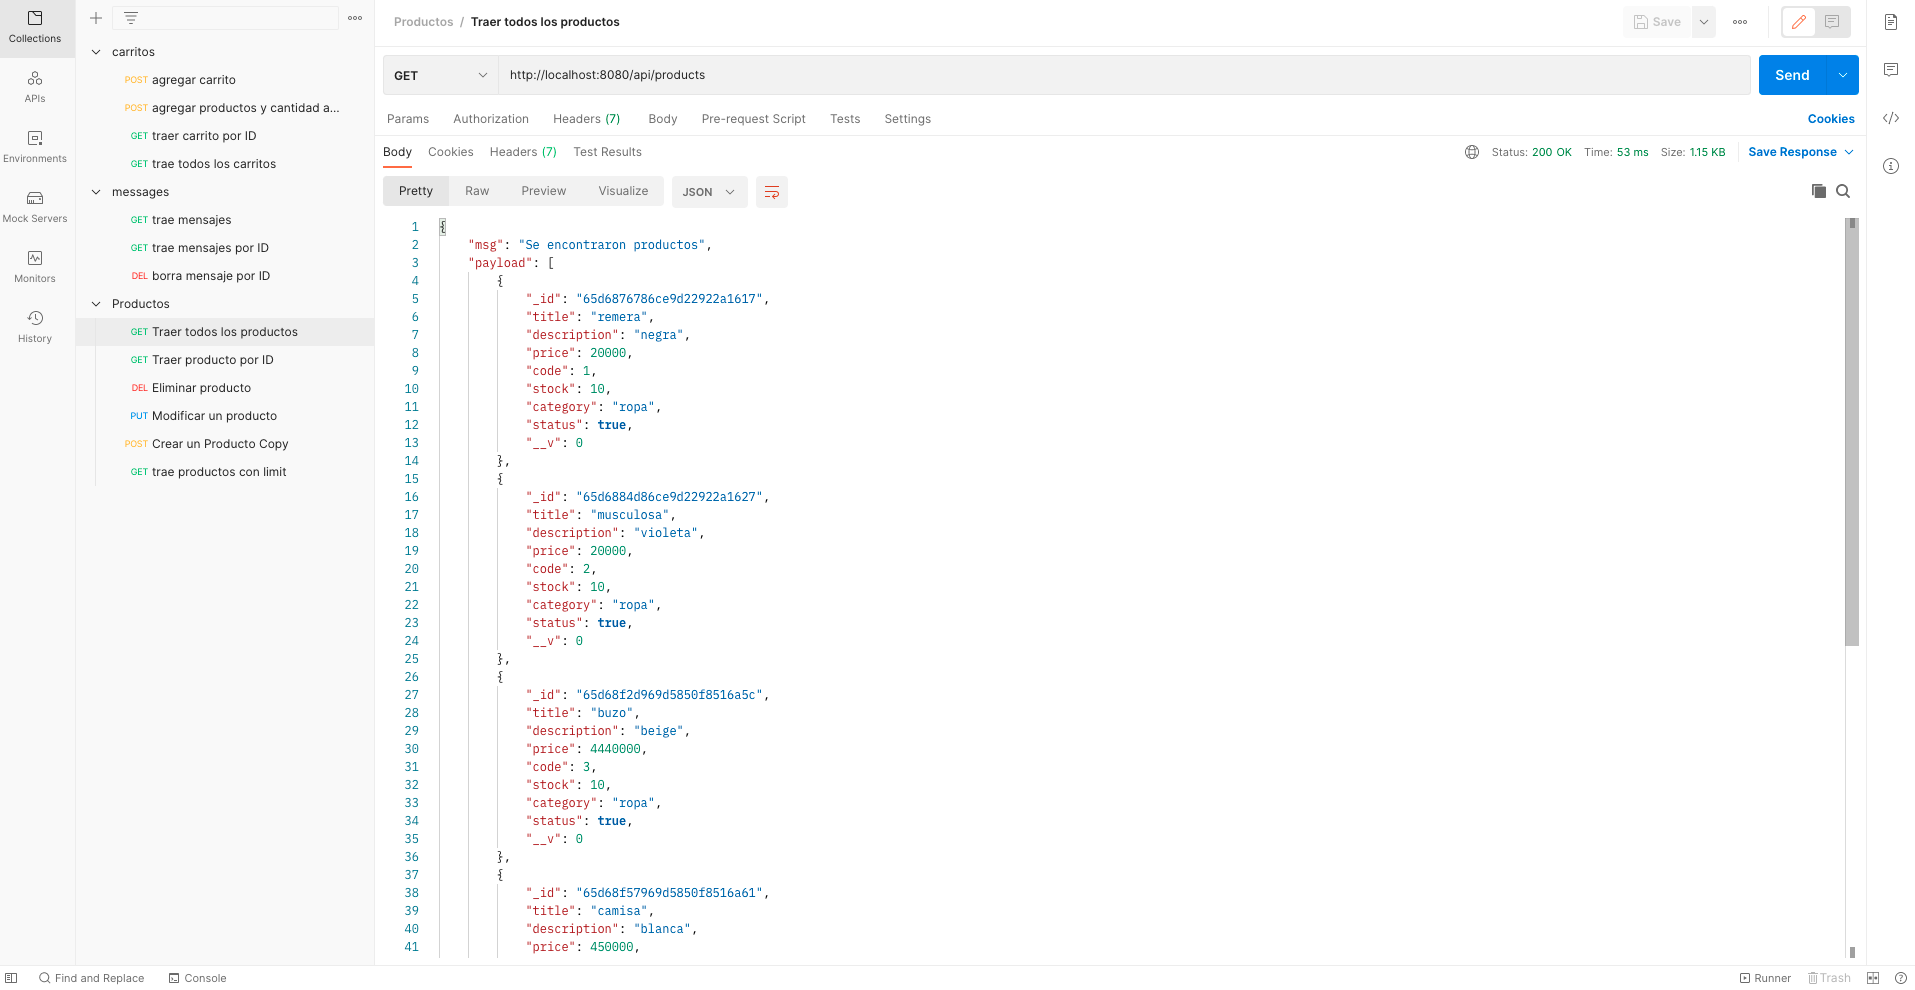 Collections
APIs
Environments
Mock Servers
Monitors
History
carritos
POST agregar carrito
POST agregar productos y cantidad a...
GET traer carrito por ID
GET trae todos los carritos
messages
GET trae mensajes
GET trae mensajes por ID
DEL borra mensaje por ID
Productos
GET Traer todos los productos
GET Traer producto por ID
DEL Eliminar producto
PUT Modificar un producto
POST Crear un Producto Copy
GET trae productos con limit
Productos / Traer todos los productos
Save
GET http://localhost:8080/api/products
Send
Params Authorization Headers (7) Body Pre-request Script Tests Settings
Cookies
Body Cookies Headers (7) Test Results
Status: 200 OK Time: 53 ms Size: 1.15 KB Save Response
Pretty Raw Preview Visualize JSON
1 {
2 "msg": "Se encontraron productos",
3 "payload": [
4 {
5 "_id": "65d6876786ce9d22922a1617",
6 "title": "remera",
7 "description": "negra",
8 "price": 20000,
9 "code": 1,
10 "stock": 10,
11 "category": "ropa",
12 "status": true,
13 "__v": 0
14 },
15 {
16 "_id": "65d6884d86ce9d22922a1627",
17 "title": "musculosa",
18 "description": "violeta",
19 "price": 20000,
20 "code": 2,
21 "stock": 10,
22 "category": "ropa",
23 "status": true,
24 "__v": 0
25 },
26 {
27 "_id": "65d68f2d969d5850f8516a5c",
28 "title": "buzo",
29 "description": "beige",
30 "price": 4440000,
31 "code": 3,
32 "stock": 10,
33 "category": "ropa",
34 "status": true,
35 "__v": 0
36 },
37 {
38 "_id": "65d68f57969d5850f8516a61",
39 "title": "camisa",
40 "description": "blanca",
41 "price": 450000,
Find and Replace Console
Runner Trash